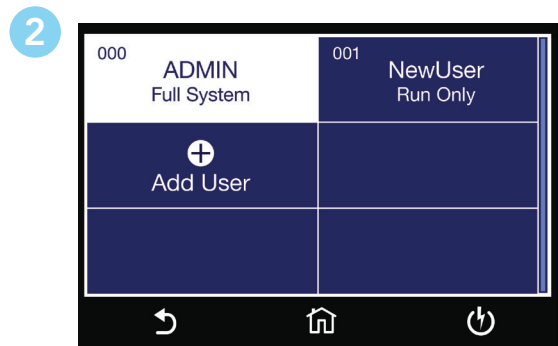 2
000
ADMIN
Full System
001
NewUser
Run Only
Add User